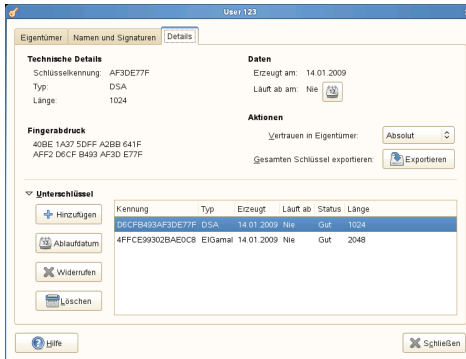 User 123
Eigentümer Namen und Signaturen Details
Technische Details
Schlüsselkennung: AF3DE77F
Typ: DSA
Länge: 1024
Fingerabdruck
40BE 1A37 5DFF A2BB 641F
AFF2 D6CF B493 AF3D E77F
Daten
Erzeugt am: 14.01.2009
Läuft ab am: Nie
Aktionen
Vertrauen in Eigentümer: Absolut
Gesamten Schlüssel exportieren: Exportieren
Unterschlüssel
Hinzufügen
Ablaufdatum
Widerrufen
Löschen
Kennung Typ Erzeugt Läuft ab Status Länge
D6CFB493AF3DE77F DSA 14.01.2009 Nie Gut 1024
4FFCE99302BAE0C8 ElGamal 14.01.2009 Nie Gut 2048
Hilfe
Schließen